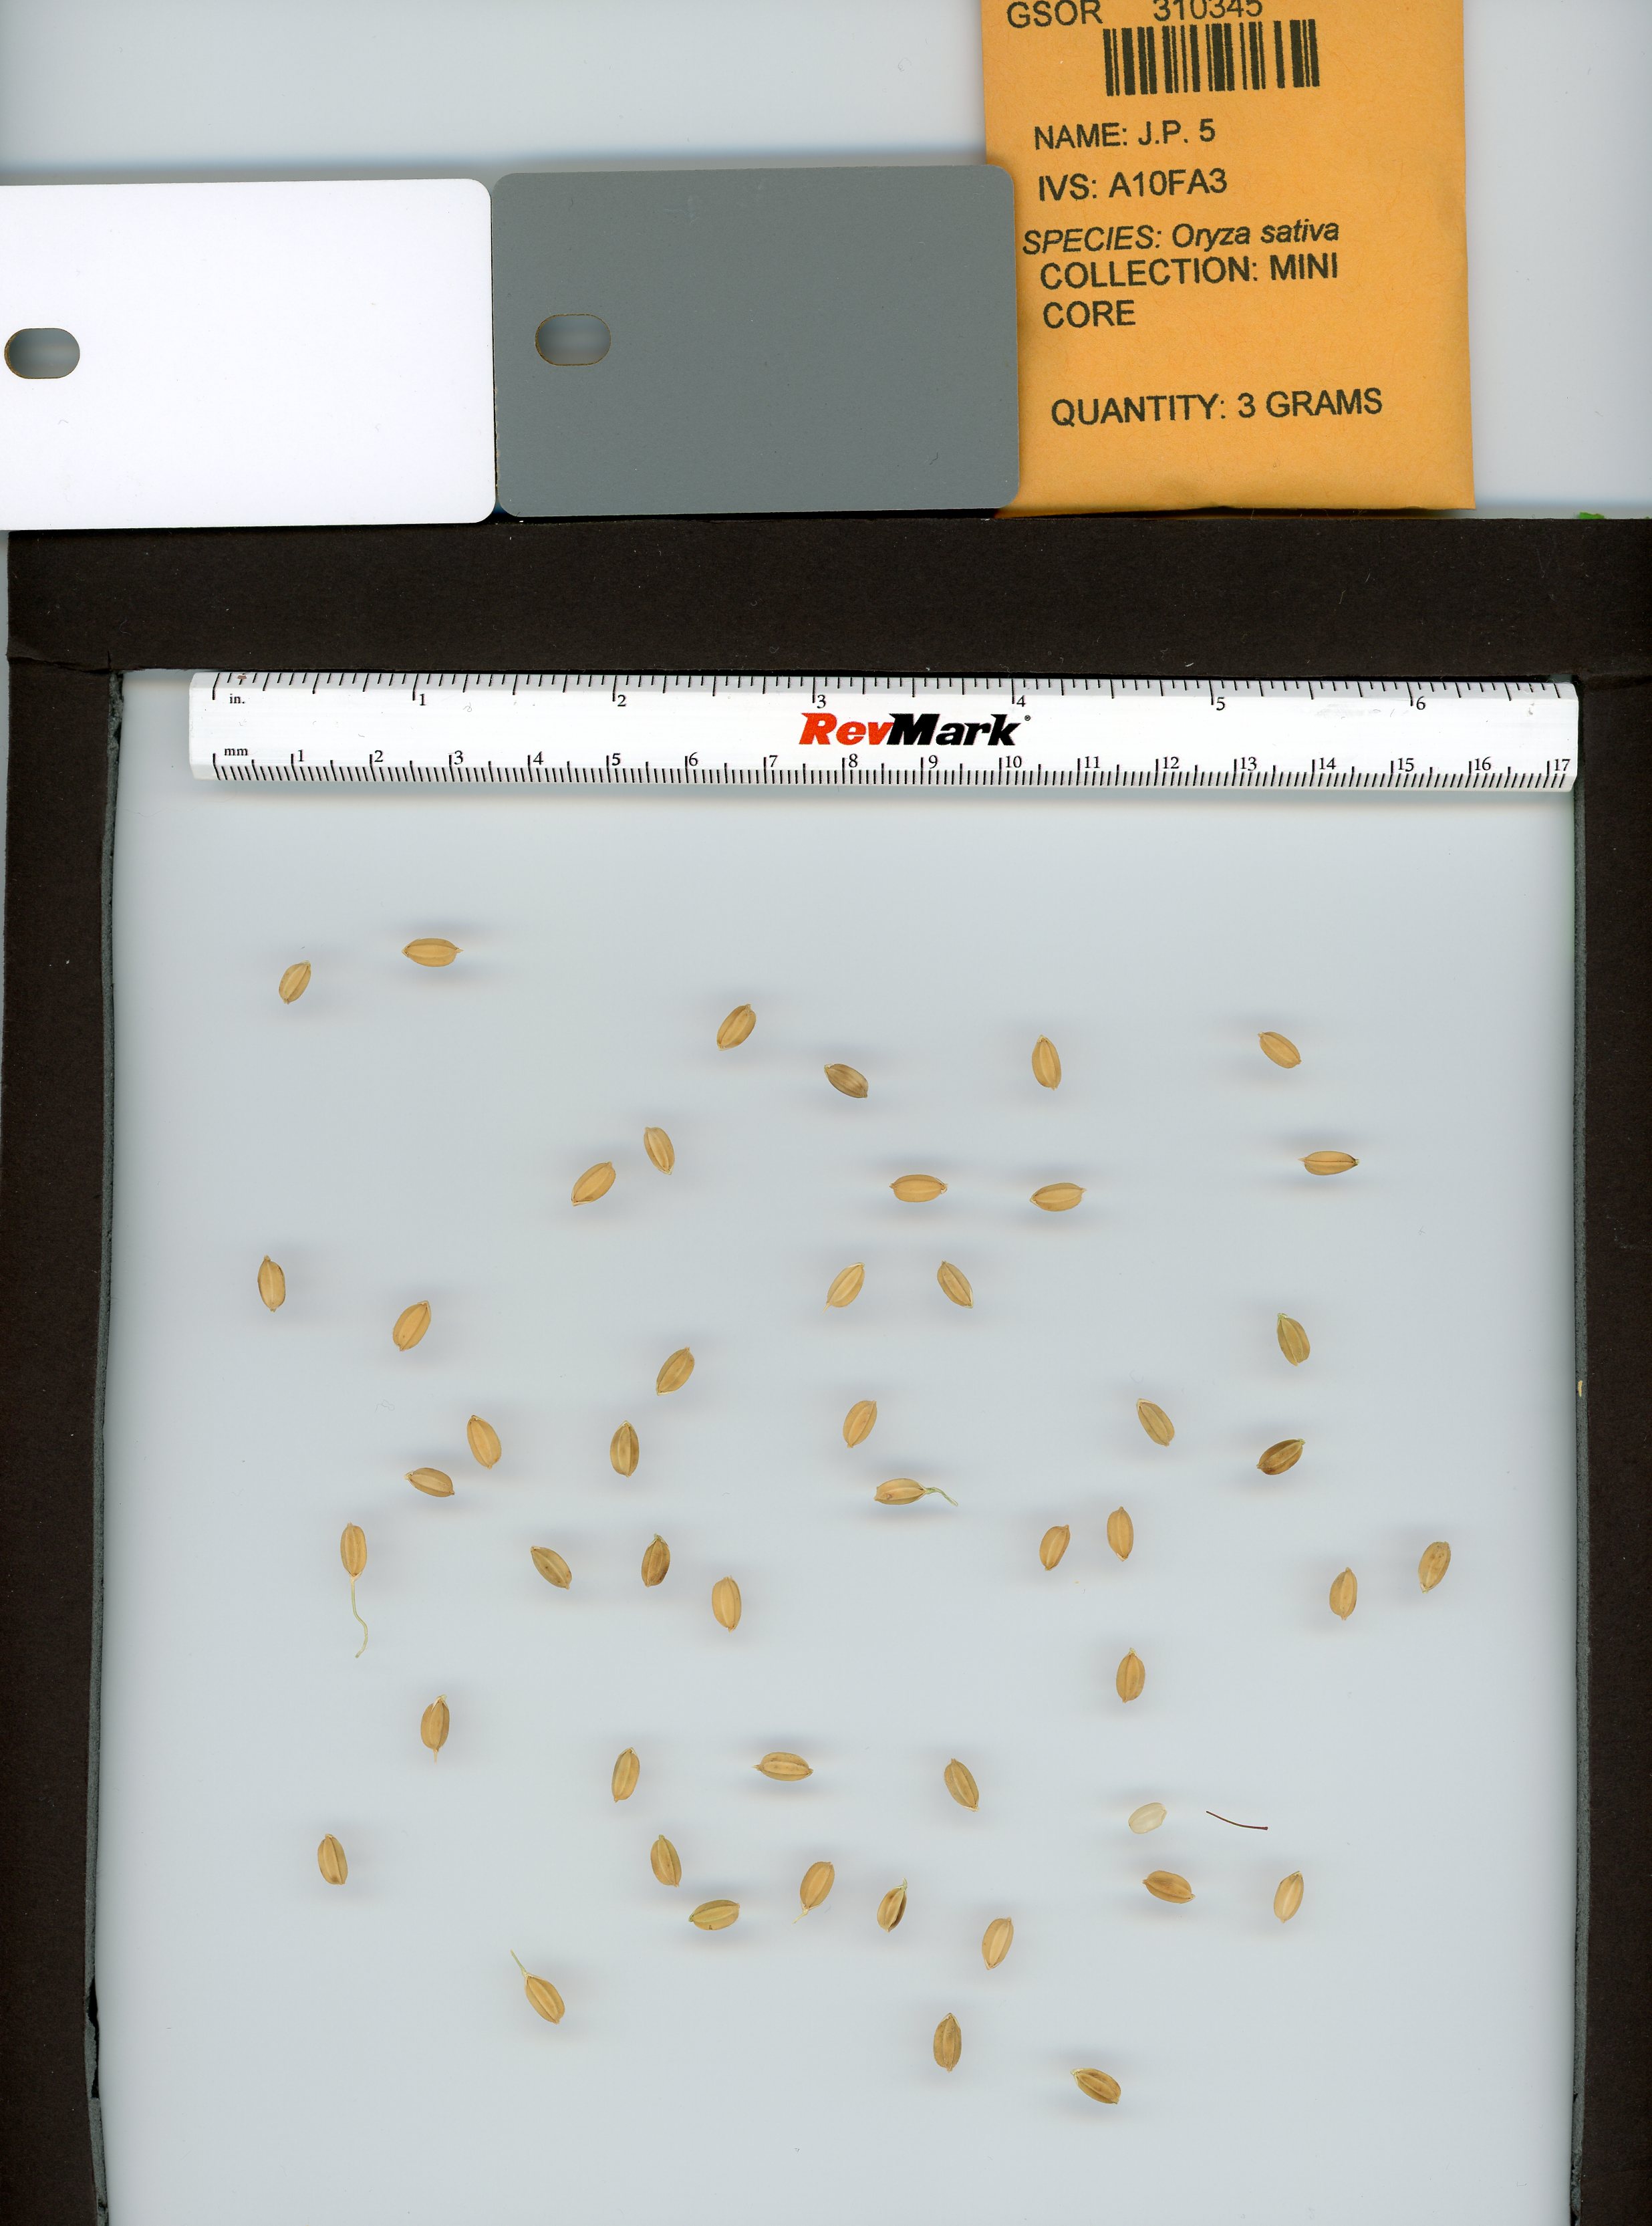 GSOR 310345
NAME: J.P. 5
IVS: A10FA3
SPECIES: Oryza sativa
COLLECTION: MINI
CORE
QUANTITY: 3 GRAMS
in. 1 2 3 4 5 6
RevMark
mm 1 2 3 4 5 6 7 8 9 10 11 12 13 14 15 16 17